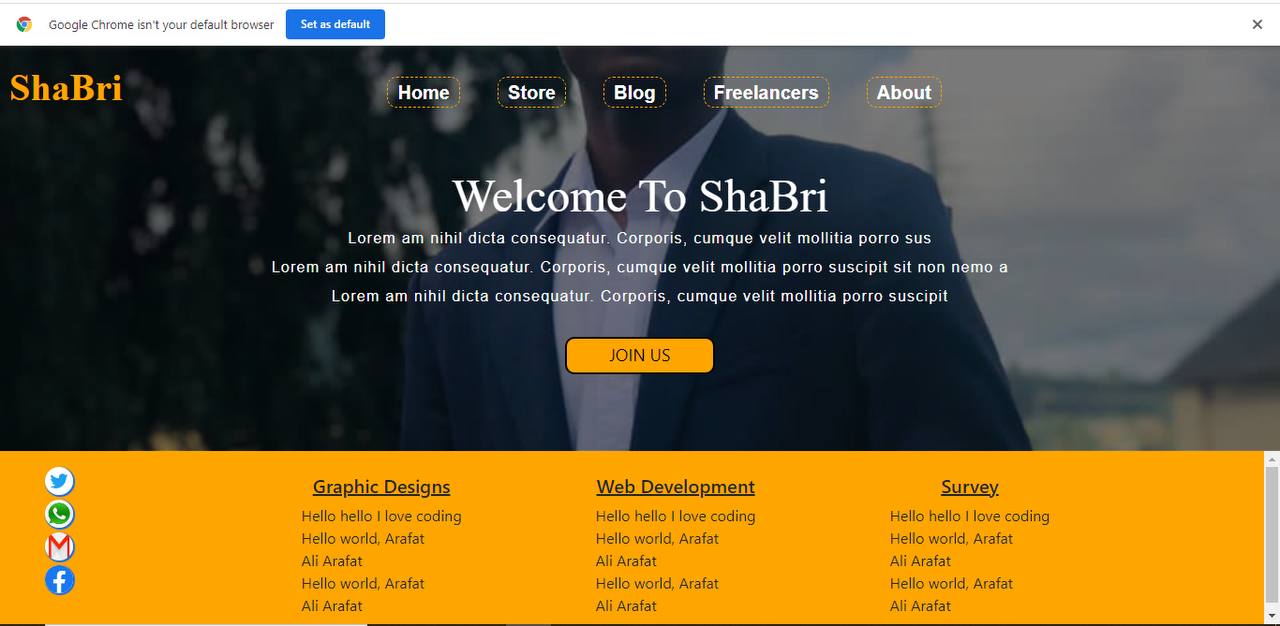 Google Chrome isn't your default browser
Set as default
ShaBri
Home
Store
Blog
Freelancers
About
Welcome To ShaBri
Lorem am nihil dicta consequatur. Corporis, cumque velit mollitia porro sus
Lorem am nihil dicta consequatur. Corporis, cumque velit mollitia porro suscipit sit non nemo a
Lorem am nihil dicta consequatur. Corporis, cumque velit mollitia porro suscipit
JOIN US
Graphic Designs
Hello hello I love coding
Hello world, Arafat
Ali Arafat
Hello world, Arafat
Ali Arafat
Web Development
Hello hello I love coding
Hello world, Arafat
Ali Arafat
Hello world, Arafat
Ali Arafat
Survey
Hello hello I love coding
Hello world, Arafat
Ali Arafat
Hello world, Arafat
Ali Arafat